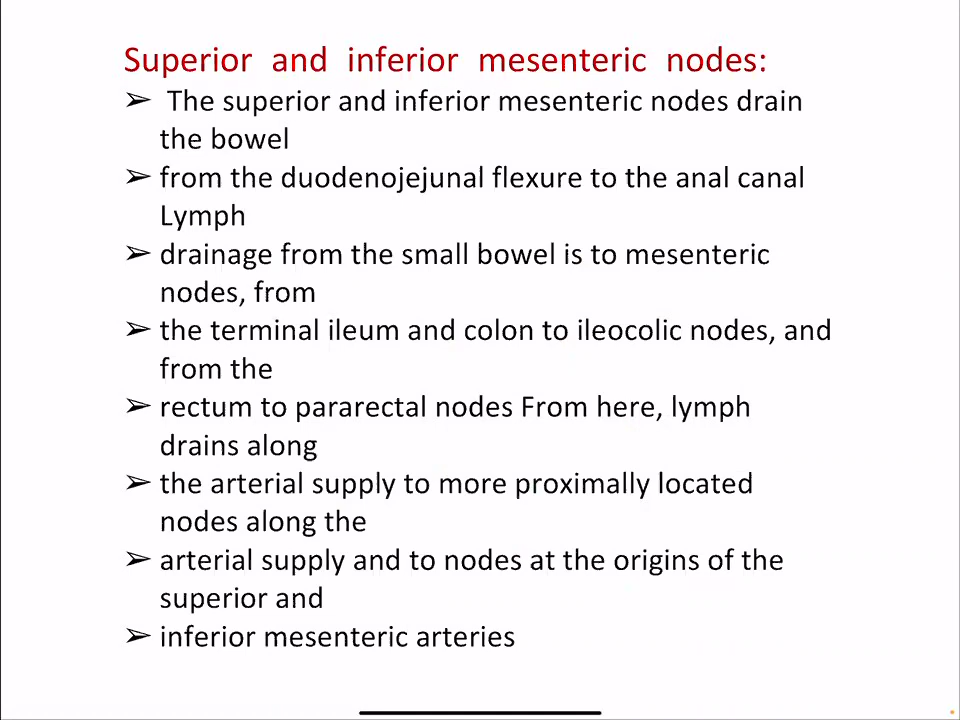 Superior and inferior mesenteric nodes:
➢ The superior and inferior mesenteric nodes drain
the bowel
➢ from the duodenojejunal flexure to the anal canal
Lymph
➢ drainage from the small bowel is to mesenteric
nodes, from
➢ the terminal ileum and colon to ileocolic nodes, and
from the
➢ rectum to pararectal nodes From here, lymph
drains along
➢ the arterial supply to more proximally located
nodes along the
➢ arterial supply and to nodes at the origins of the
superior and
➢ inferior mesenteric arteries